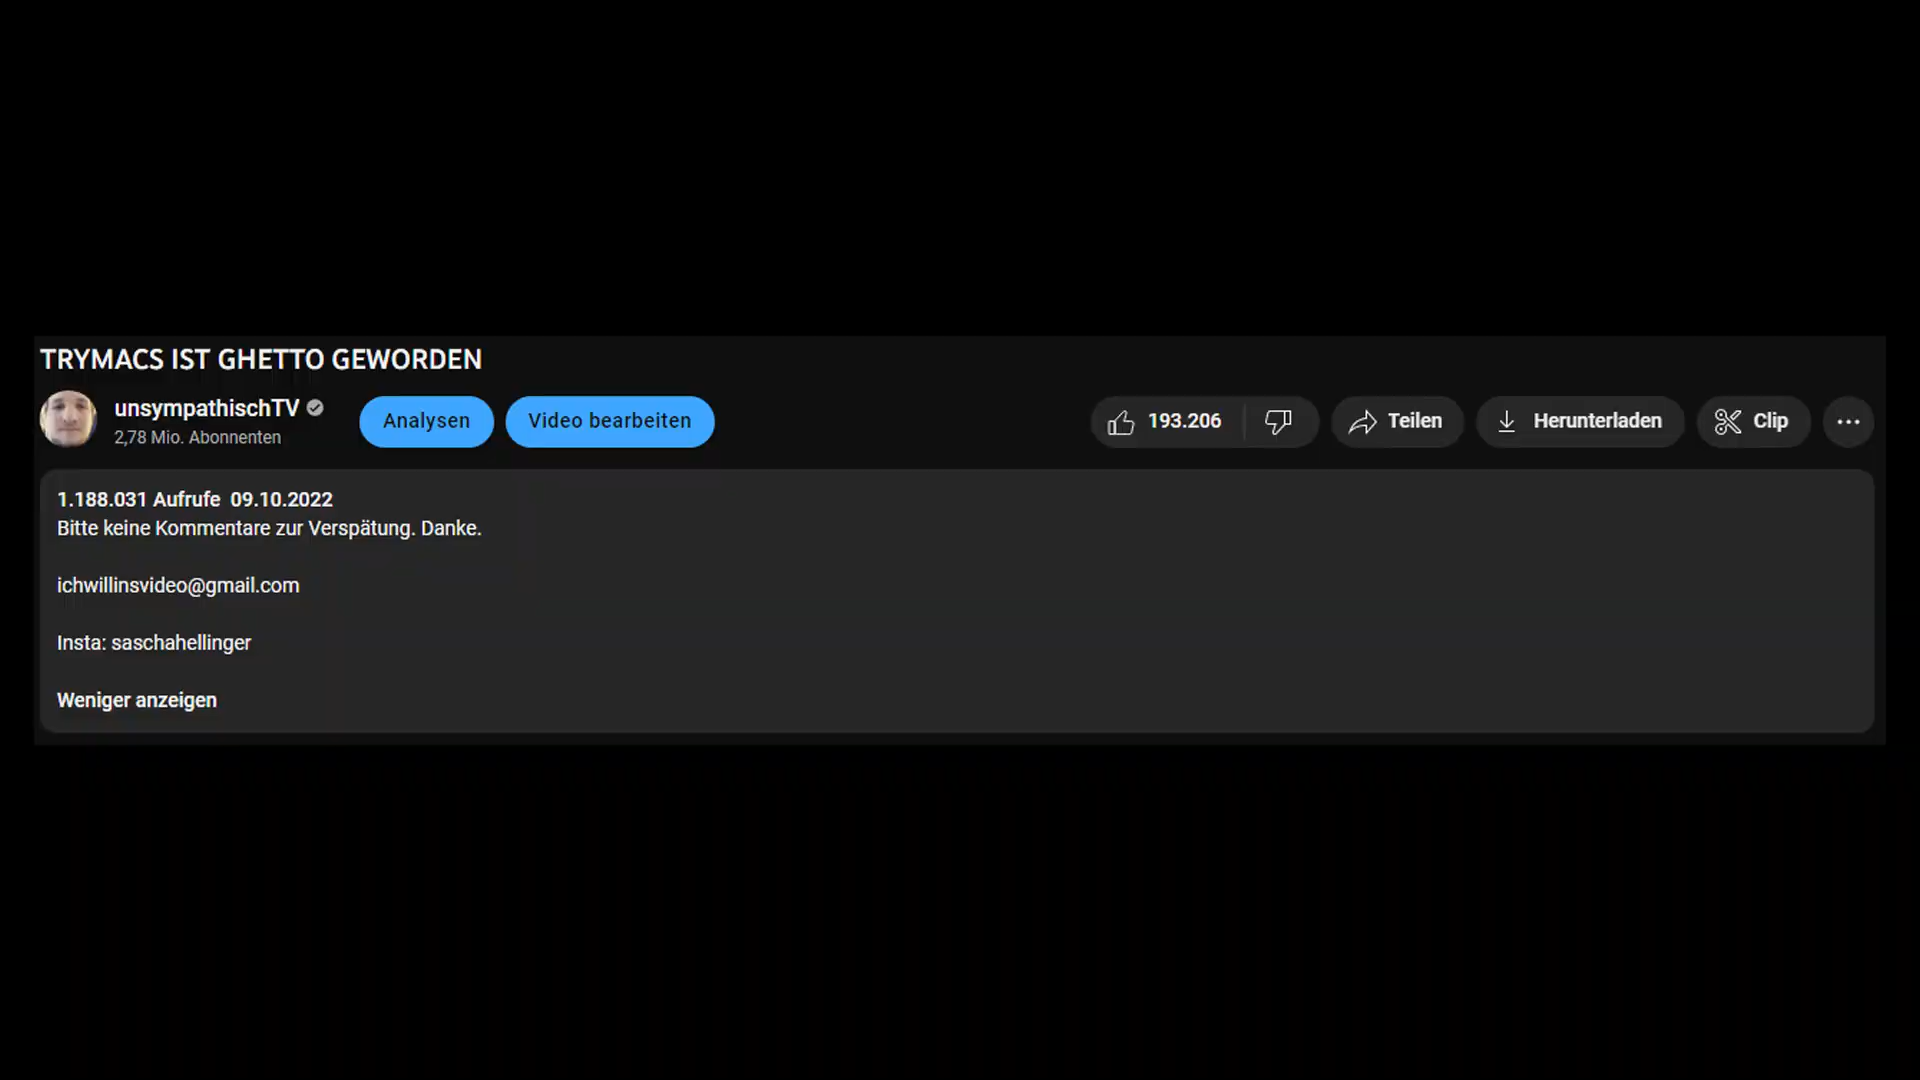 TRYMACS IST GHETTO GEWORDEN
unsympathischTV
2,78 Mio. Abonnenten
Analysen
Video bearbeiten
193.206
Teilen
Herunterladen
Clip
1.188.031 Aufrufe 09.10.2022
Bitte keine Kommentare zur Verspätung. Danke.
ichwillinsvideo@gmail.com
Insta: saschahellinger
Weniger anzeigen